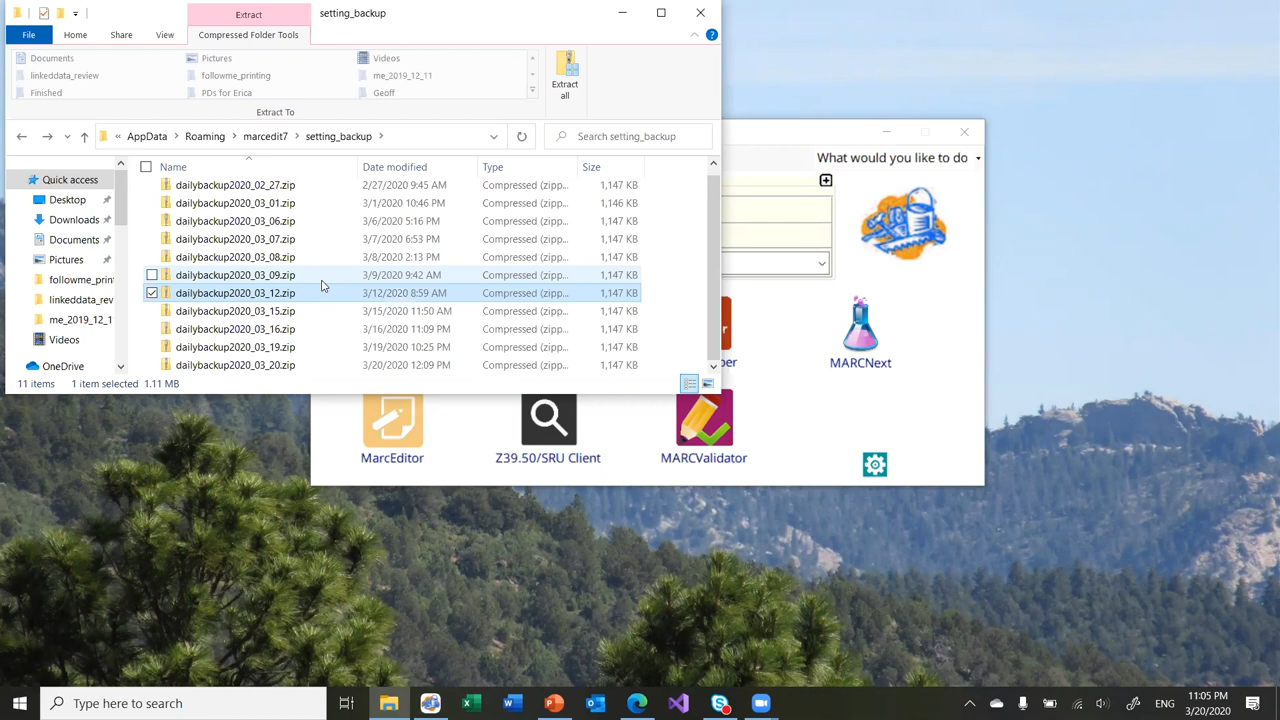 Extract
setting_backup
File
Home
Share
View
Compressed Folder Tools
Documents
Pictures
Videos
linkeddata_review
followme_printing
me_2019_12_11
Finished
PDs for Erica
Geoff
Extract all
Extract To
« AppData > Roaming > marcedit7 > setting_backup >
Search setting_backup
What would you like to do
Quick access
Desktop
Downloads
Documents
Pictures
followme_prin
linkeddata_rev
me_2019_12_1
Videos
OneDrive
Name Date modified Type Size
dailybackup2020_02_27.zip 2/27/2020 9:45 AM Compressed (zipp... 1,147 KB
dailybackup2020_03_01.zip 3/1/2020 10:46 PM Compressed (zipp... 1,146 KB
dailybackup2020_03_06.zip 3/6/2020 5:16 PM Compressed (zipp... 1,147 KB
dailybackup2020_03_07.zip 3/7/2020 6:53 PM Compressed (zipp... 1,147 KB
dailybackup2020_03_08.zip 3/8/2020 2:13 PM Compressed (zipp... 1,147 KB
dailybackup2020_03_09.zip 3/9/2020 9:42 AM Compressed (zipp... 1,147 KB
dailybackup2020_03_12.zip 3/12/2020 8:59 AM Compressed (zipp... 1,147 KB
dailybackup2020_03_15.zip 3/15/2020 11:50 AM Compressed (zipp... 1,147 KB
dailybackup2020_03_16.zip 3/16/2020 11:09 PM Compressed (zipp... 1,147 KB
dailybackup2020_03_19.zip 3/19/2020 10:25 PM Compressed (zipp... 1,147 KB
dailybackup2020_03_20.zip 3/20/2020 12:09 PM Compressed (zipp... 1,147 KB
11 items 1 item selected 1.11 MB
per
MARCNext
MarcEditor
Z39.50/SRU Client
MARCValidator
Type here to search
ENG
11:05 PM
3/20/2020